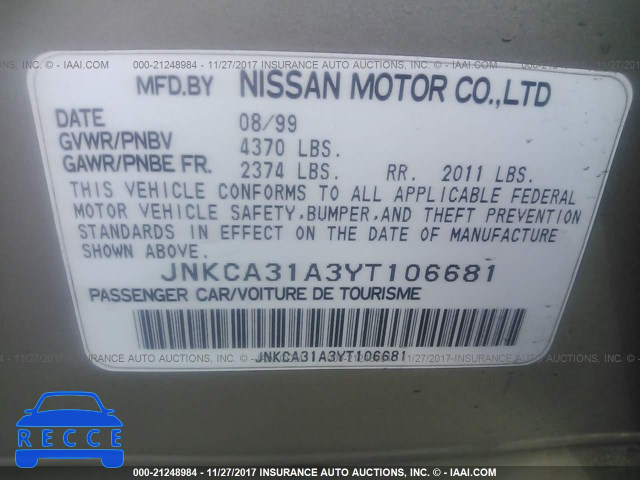 000-21248984 - 11/27/2017 INSURANCE AUTO AUCTIONS, INC. - © IAAI.COM
MFD.BY NISSAN MOTOR CO.,LTD
DATE 08/99
GVWR/PNBV 4370 LBS.
GAWR/PNBE FR. 2374 LBS. RR. 2011 LBS.
THIS VEHICLE CONFORMS TO ALL APPLICABLE FEDERAL
MOTOR VEHICLE SAFETY,BUMPER,AND THEFT PREVENTION
STANDARDS IN EFFECT ON THE DATE OF MANUFACTURE
SHOWN ABOVE.
JNKCA31A3YT106681
PASSENGER CAR/VOITURE DE TOURISME
JNKCA31A3YT106681
RECCE
000-21248984 - 11/27/2017 INSURANCE AUTO AUCTIONS, INC. - © IAAI.COM